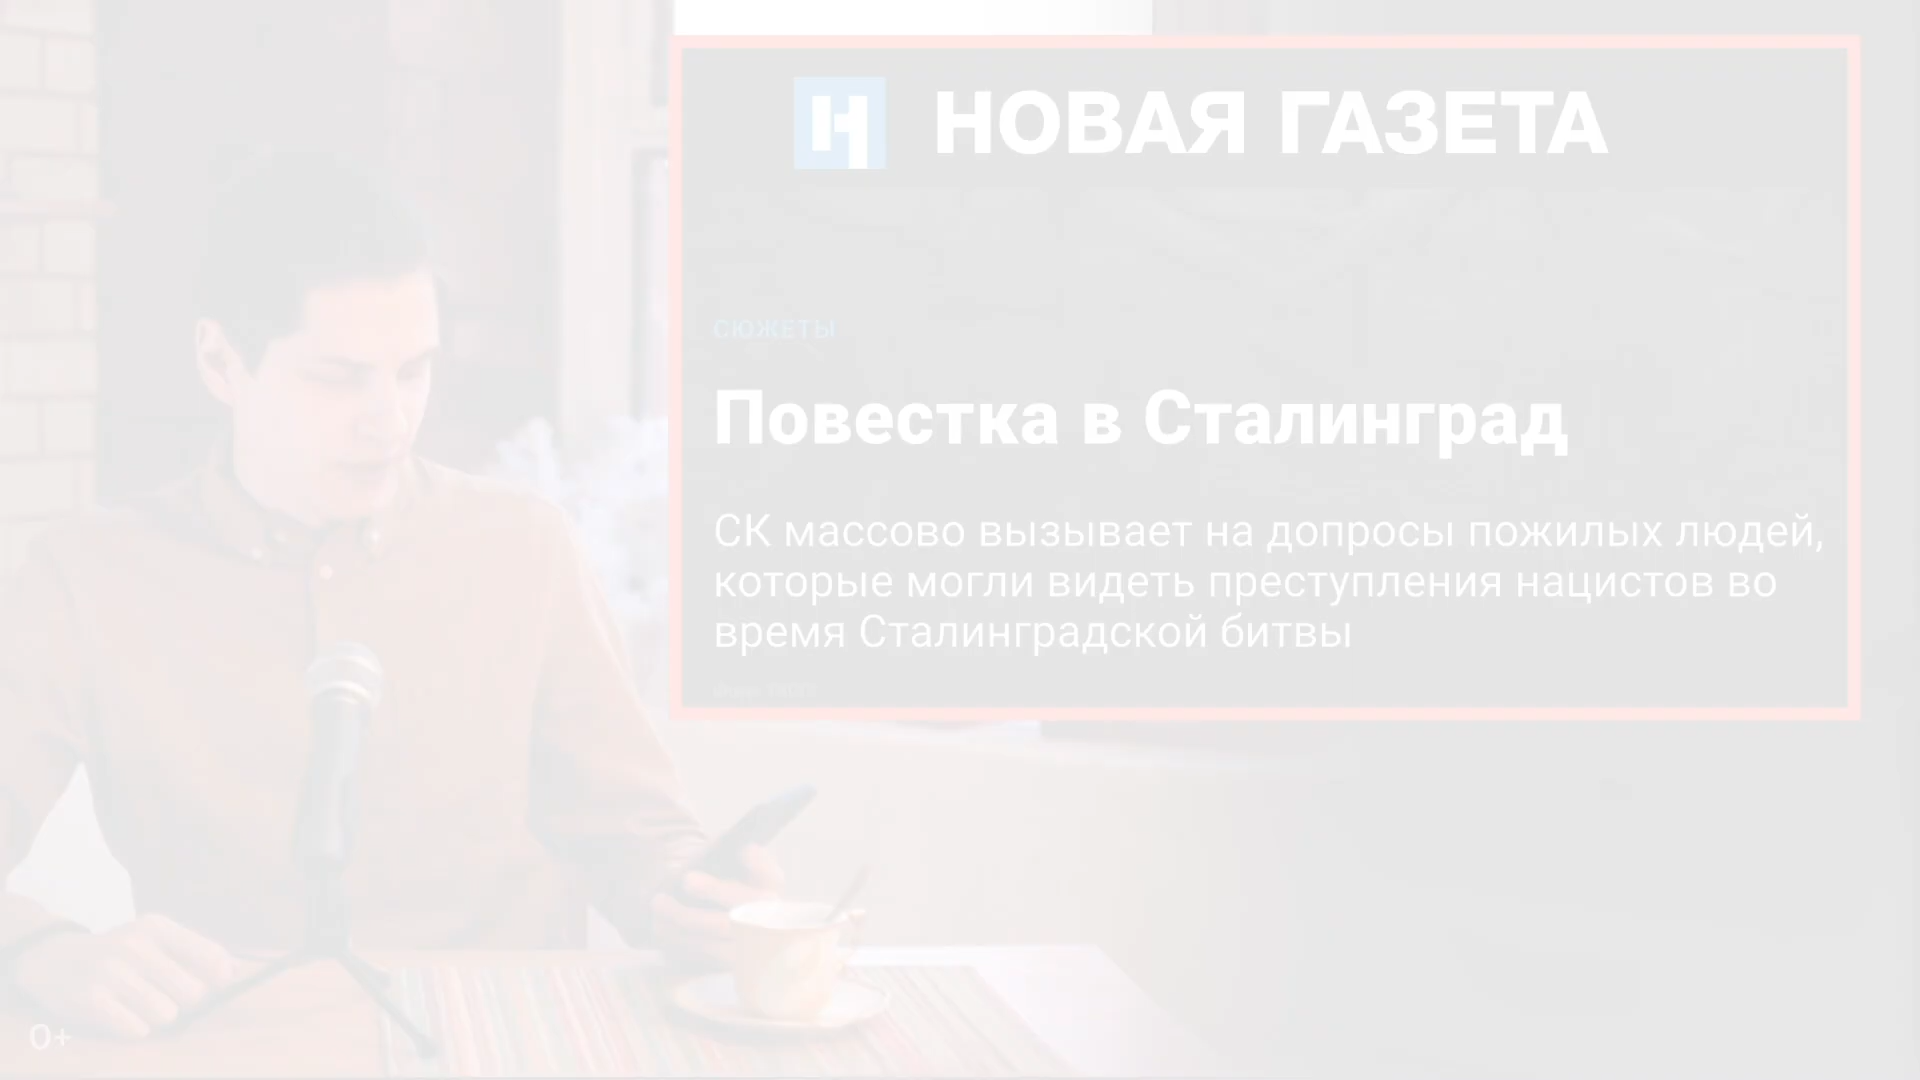 НОВАЯ ГАЗЕТА
СЮЖЕТЫ
Повестка в Сталинград
СК массово вызывает на допросы пожилых людей,
которые могли видеть преступления нацистов во
время Сталинградской битвы
0+